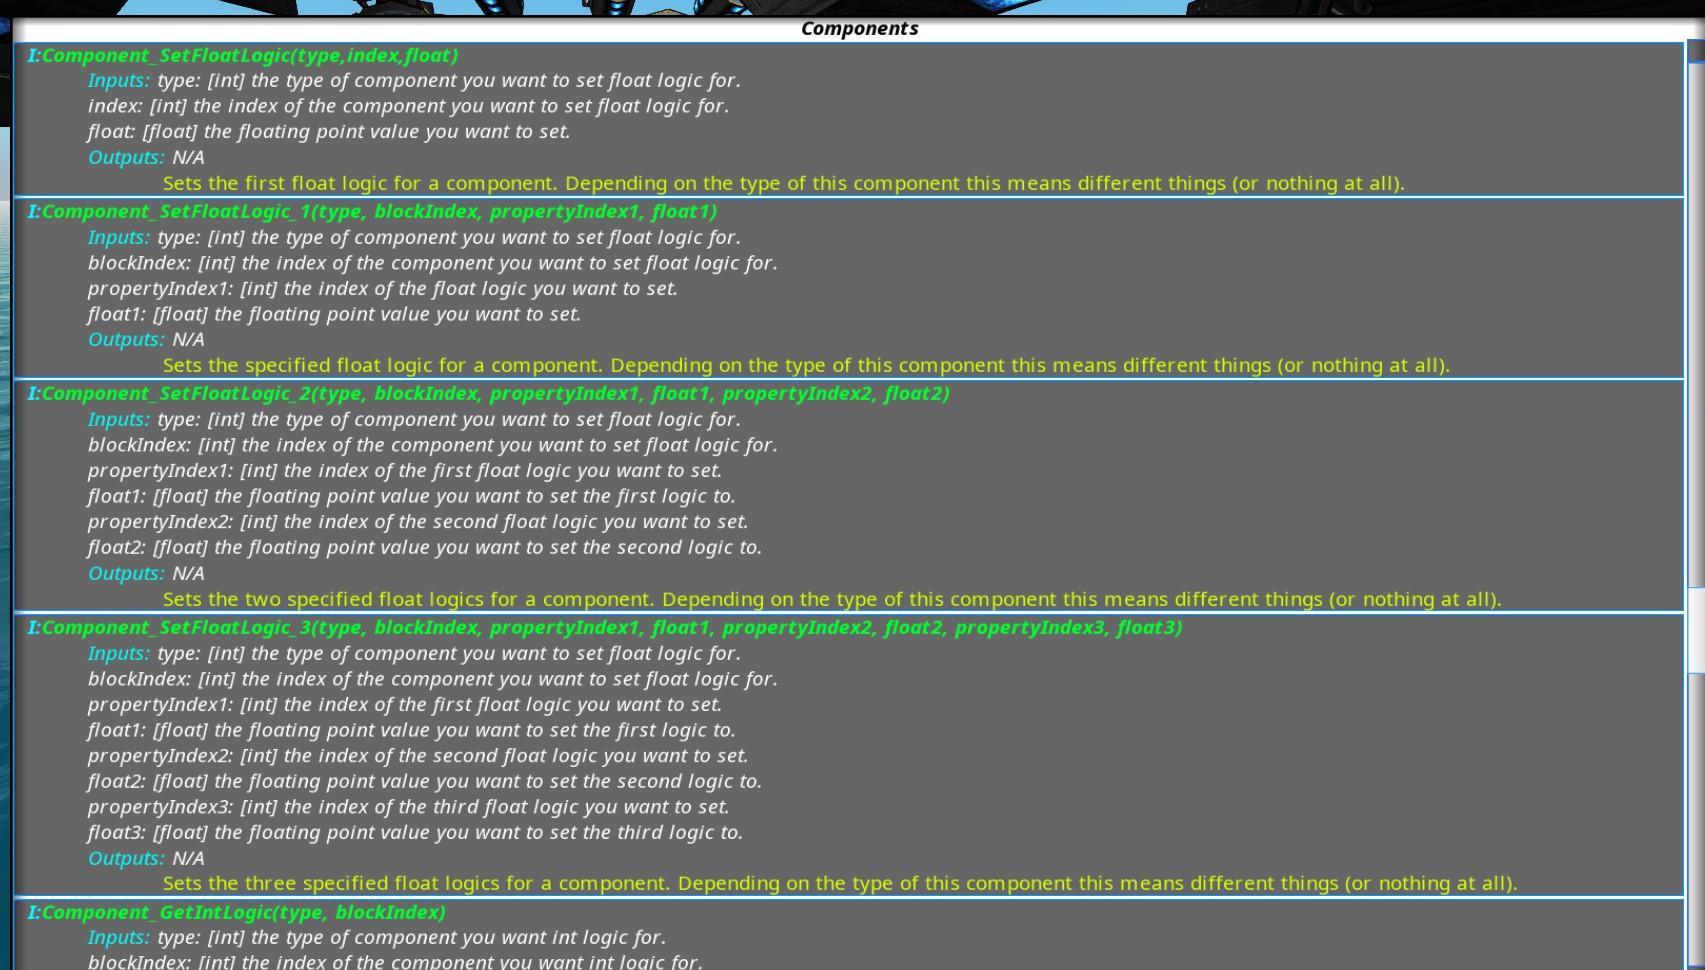 Components
I:Component_SetFloatLogic(type,index,float)
Inputs: type: [int] the type of component you want to set float logic for.
index: [int] the index of the component you want to set float logic for.
float: [float] the floating point value you want to set.
Outputs: N/A
Sets the first float logic for a component. Depending on the type of this component this means different things (or nothing at all).
I:Component_SetFloatLogic_1(type, blockIndex, propertyIndex1, float1)
Inputs: type: [int] the type of component you want to set float logic for.
blockIndex: [int] the index of the component you want to set float logic for.
propertyIndex1: [int] the index of the float logic you want to set.
float1: [float] the floating point value you want to set.
Outputs: N/A
Sets the specified float logic for a component. Depending on the type of this component this means different things (or nothing at all).
I:Component_SetFloatLogic_2(type, blockIndex, propertyIndex1, float1, propertyIndex2, float2)
Inputs: type: [int] the type of component you want to set float logic for.
blockIndex: [int] the index of the component you want to set float logic for.
propertyIndex1: [int] the index of the first float logic you want to set.
float1: [float] the floating point value you want to set the first logic to.
propertyIndex2: [int] the index of the second float logic you want to set.
float2: [float] the floating point value you want to set the second logic to.
Outputs: N/A
Sets the two specified float logics for a component. Depending on the type of this component this means different things (or nothing at all).
I:Component_SetFloatLogic_3(type, blockIndex, propertyIndex1, float1, propertyIndex2, float2, propertyIndex3, float3)
Inputs: type: [int] the type of component you want to set float logic for.
blockIndex: [int] the index of the component you want to set float logic for.
propertyIndex1: [int] the index of the first float logic you want to set.
float1: [float] the floating point value you want to set the first logic to.
propertyIndex2: [int] the index of the second float logic you want to set.
float2: [float] the floating point value you want to set the second logic to.
propertyIndex3: [int] the index of the third float logic you want to set.
float3: [float] the floating point value you want to set the third logic to.
Outputs: N/A
Sets the three specified float logics for a component. Depending on the type of this component this means different things (or nothing at all).
I:Component_GetIntLogic(type, blockIndex)
Inputs: type: [int] the type of component you want int logic for.
blockIndex: [int] the index of the component you want int logic for.